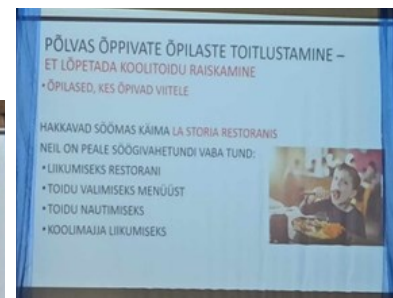 PÕLVAS ÕPPIVATE ÕPILASTE TOITLUSTAMINE –
ET LÕPETADA KOOLITOIDU RAISKAMINE
• ÕPILASED, KES ÕPIVAD VIITELE
HAKKAVAD SÖÖMAS KÄIMA LA STORIA RESTORANIS
NEIL ON PEALE SÖÖGIVAHETUNDI VABA TUND:
• LIIKUMISEKS RESTORANI
• TOIDU VALIMISEKS MENÜÜST
• TOIDU NAUTIMISEKS
• KOOLIMAJJA LIIKUMISEKS